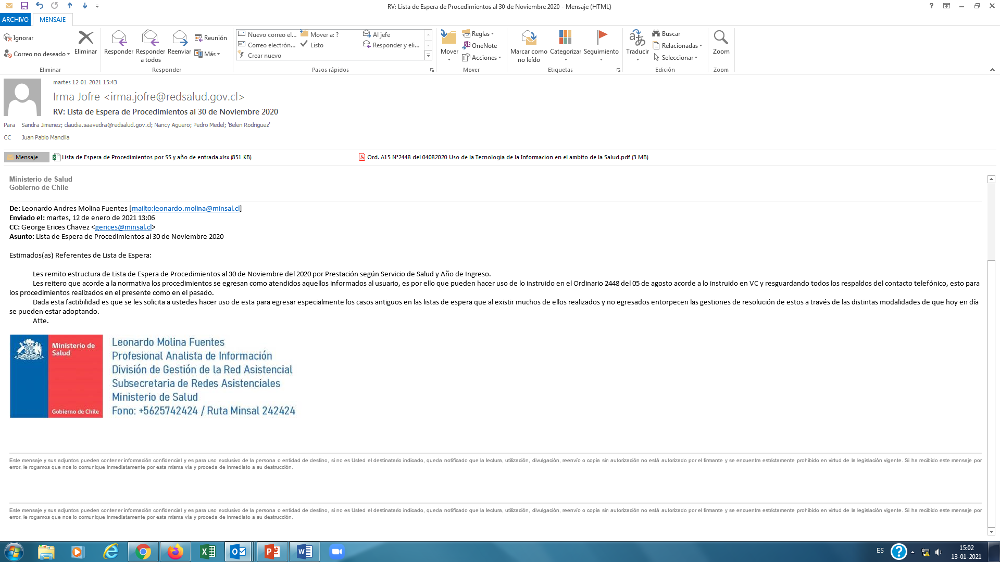 RV: Lista de Espera de Procedimientos al 30 de Noviembre 2020 - Mensaje (HTML)
ARCHIVO MENSAJE
Ignorar
Correo no deseado
Eliminar
Eliminar
Responder
Responder a todos
Reenviar
Reunión
Más
Responder
Nuevo correo el...
Correo electrón...
Crear nuevo
Mover a: ?
Listo
Al jefe
Responder y eli...
Pasos rápidos
Mover
Reglas
OneNote
Acciones
Mover
Marcar como no leído
Categorizar
Seguimiento
Etiquetas
Traducir
Buscar
Relacionadas
Seleccionar
Edición
Zoom
Zoom
martes 12-01-2021 15:43
Irma Jofre <irma.jofre@redsalud.gov.cl>
RV: Lista de Espera de Procedimientos al 30 de Noviembre 2020
Para Sandra Jimenez; claudia.saavedra@redsalud.gov.cl; Nancy Aguero; Pedro Medel; 'Belen Rodriguez'
CC Juan Pablo Mancilla
Mensaje Lista de Espera de Procedimientos por SS y año de entrada.xlsx (851 KB) Ord. A15 N°2448 del 04082020 Uso de la Tecnologia de la Informacion en el ambito de la Salud.pdf (3 MB)
Ministerio de Salud
Gobierno de Chile
De: Leonardo Andres Molina Fuentes [mailto:leonardo.molina@minsal.cl]
Enviado el: martes, 12 de enero de 2021 13:06
CC: George Erices Chavez <gerices@minsal.cl>
Asunto: Lista de Espera de Procedimientos al 30 de Noviembre 2020
Estimados(as) Referentes de Lista de Espera:
Les remito estructura de Lista de Espera de Procedimientos al 30 de Noviembre del 2020 por Prestación según Servicio de Salud y Año de Ingreso.
Les reitero que acorde a la normativa los procedimientos se egresan como atendidos aquellos informados al usuario, es por ello que pueden hacer uso de lo instruido en el Ordinario 2448 del 05 de agosto acorde a lo instruido en VC y resguardando todos los respaldos del contacto telefónico, esto para
los procedimientos realizados en el presente como en el pasado.
Dada esta factibilidad es que se les solicita a ustedes hacer uso de esta para egresar especialmente los casos antiguos en las listas de espera que al existir muchos de ellos realizados y no egresados entorpecen las gestiones de resolución de estos a través de las distintas modalidades de que hoy en día
se pueden estar adoptando.
Atte.
Ministerio de
Salud
Gobierno de Chile
Leonardo Molina Fuentes
Profesional Analista de Información
División de Gestión de la Red Asistencial
Subsecretaria de Redes Asistenciales
Ministerio de Salud
Fono: +5625742424 / Ruta Minsal 242424
Este mensaje y sus adjuntos pueden contener información confidencial y es para uso exclusivo de la persona o entidad de destino, si no es Usted el destinatario indicado, queda notificado que la lectura, utilización, divulgación, reenvío o copia sin autorización no está autorizado por el firmante y se encuentra estrictamente prohibido en virtud de la legislación vigente. Si ha recibido este mensaje por
error, le rogamos que nos lo comunique inmediatamente por esta misma vía y proceda de inmediato a su destrucción.
Este mensaje y sus adjuntos pueden contener información confidencial y es para uso exclusivo de la persona o entidad de destino, si no es Usted el destinatario indicado, queda notificado que la lectura, utilización, divulgación, reenvío o copia sin autorización no está autorizado por el firmante y se encuentra estrictamente prohibido en virtud de la legislación vigente. Si ha recibido este mensaje por
error, le rogamos que nos lo comunique inmediatamente por esta misma vía y proceda de inmediato a su destrucción.
ES
15:02
13-01-2021